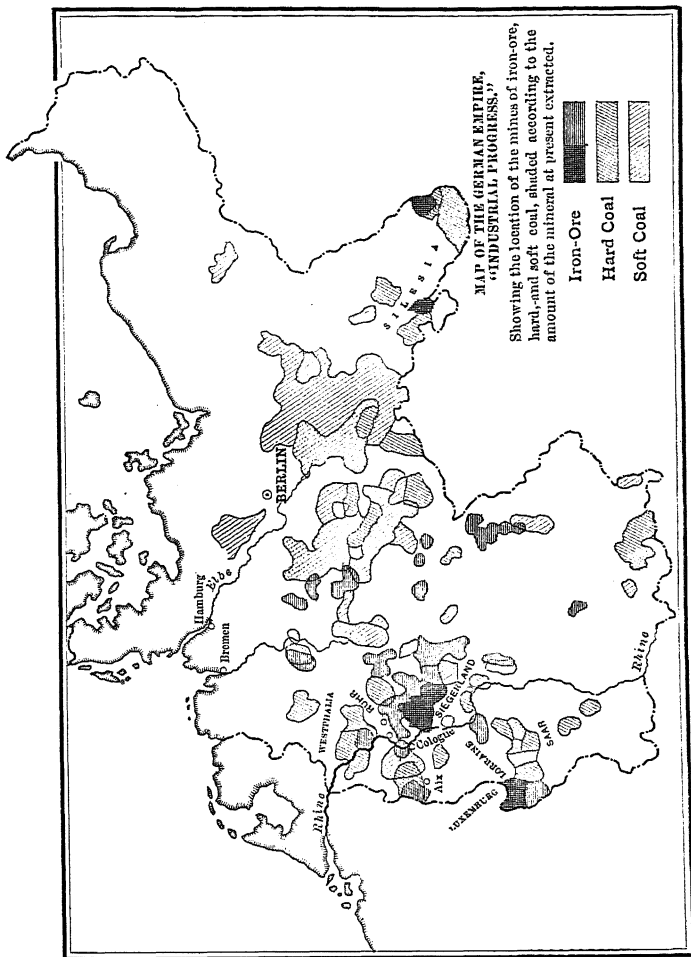 MAP OF THE GERMAN EMPIRE,
"INDUSTRIAL PROGRESS."
Showing the location of the mines of iron-ore,
hard,-and soft coal, shaded according to the
amount of the mineral at present extracted.
Iron-Ore
Hard Coal
Soft Coal
Hamburg
Elbe
Bremen
BERLIN
SILESIA
WESTPHALIA
RUHR
SIEGERLAND
Cologne
Aix
Rhine
LUXEMBURG
LORRAINE
SAAR
Rhine